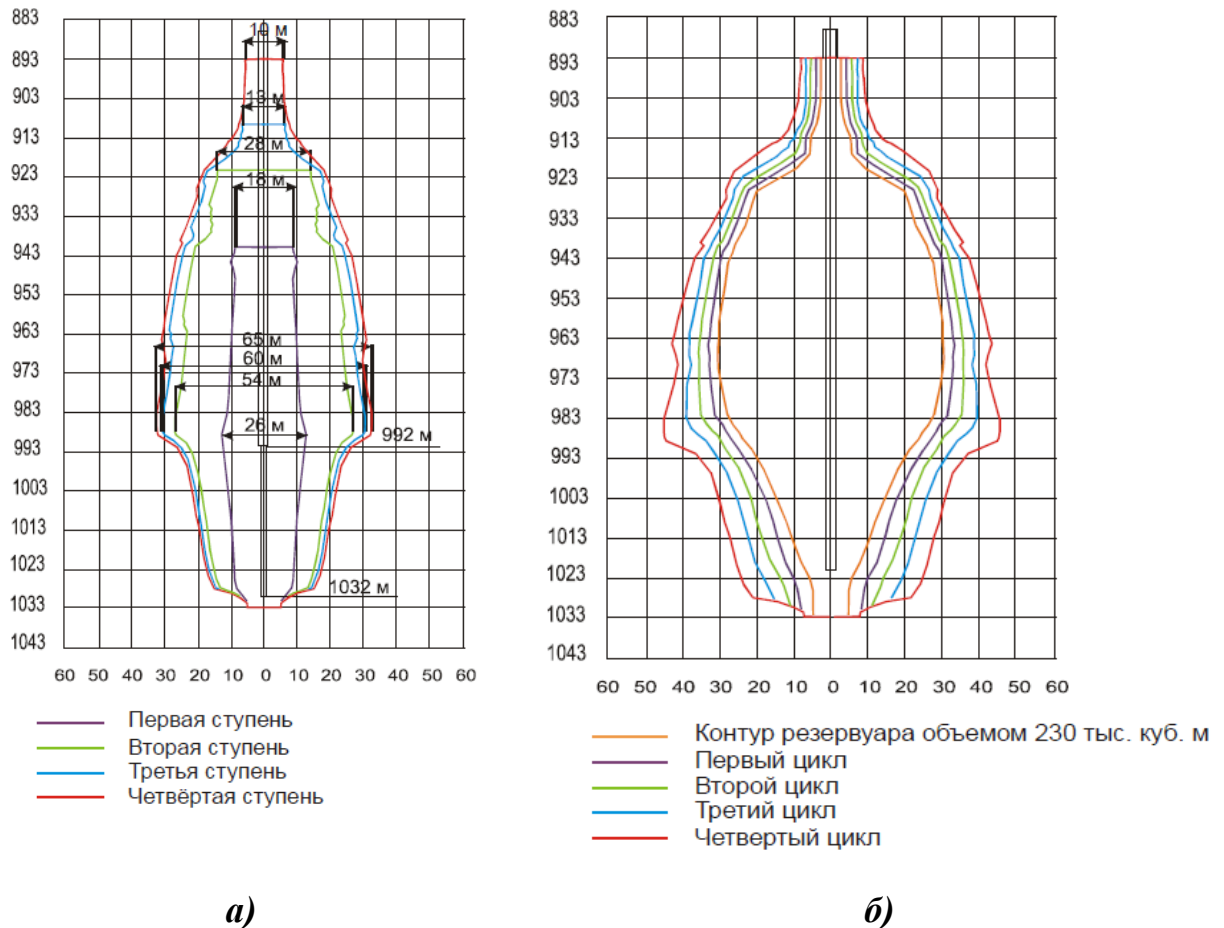 883
893
903
913
923
933
943
953
963
973
983
993
1003
1013
1023
1033
1043
10 м
13 м
28 м
18 м
65 м
60 м
54 м
26 м
992 м
1032 м
60 50 40 30 20 10 0 10 20 30 40 50 60
Первая ступень
Вторая ступень
Третья ступень
Четвёртая ступень
а)
883
893
903
913
923
933
943
953
963
973
983
993
1003
1013
1023
1033
1043
60 50 40 30 20 10 0 10 20 30 40 50 60
Контур резервуара объемом 230 тыс. куб. м
Первый цикл
Второй цикл
Третий цикл
Четвертый цикл
б)